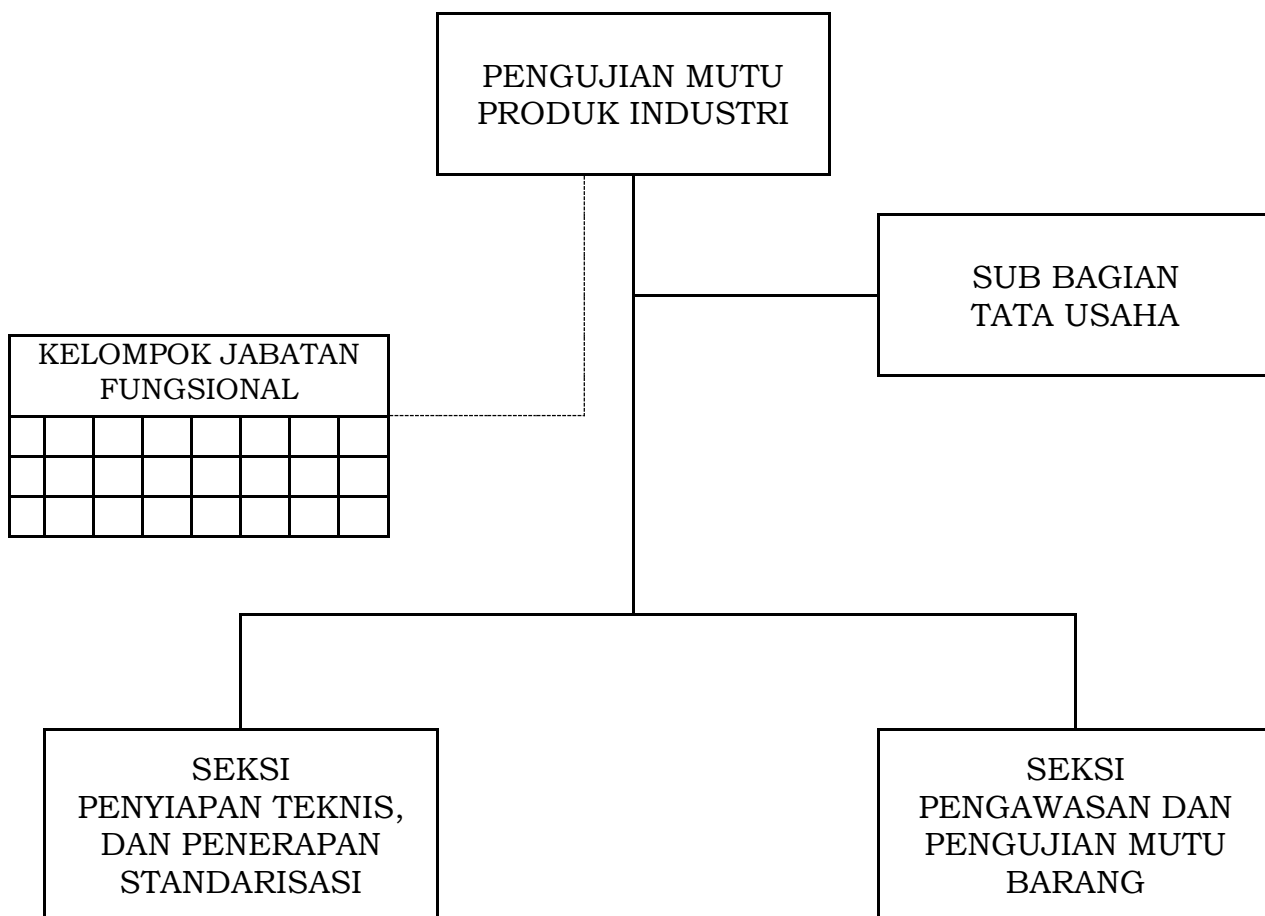 PENGUJIAN MUTU
PRODUK INDUSTRI
SUB BAGIAN
TATA USAHA
KELOMPOK JABATAN
FUNGSIONAL
SEKSI
PENYIAPAN TEKNIS,
DAN PENERAPAN
STANDARISASI
SEKSI
PENGAWASAN DAN
PENGUJIAN MUTU
BARANG